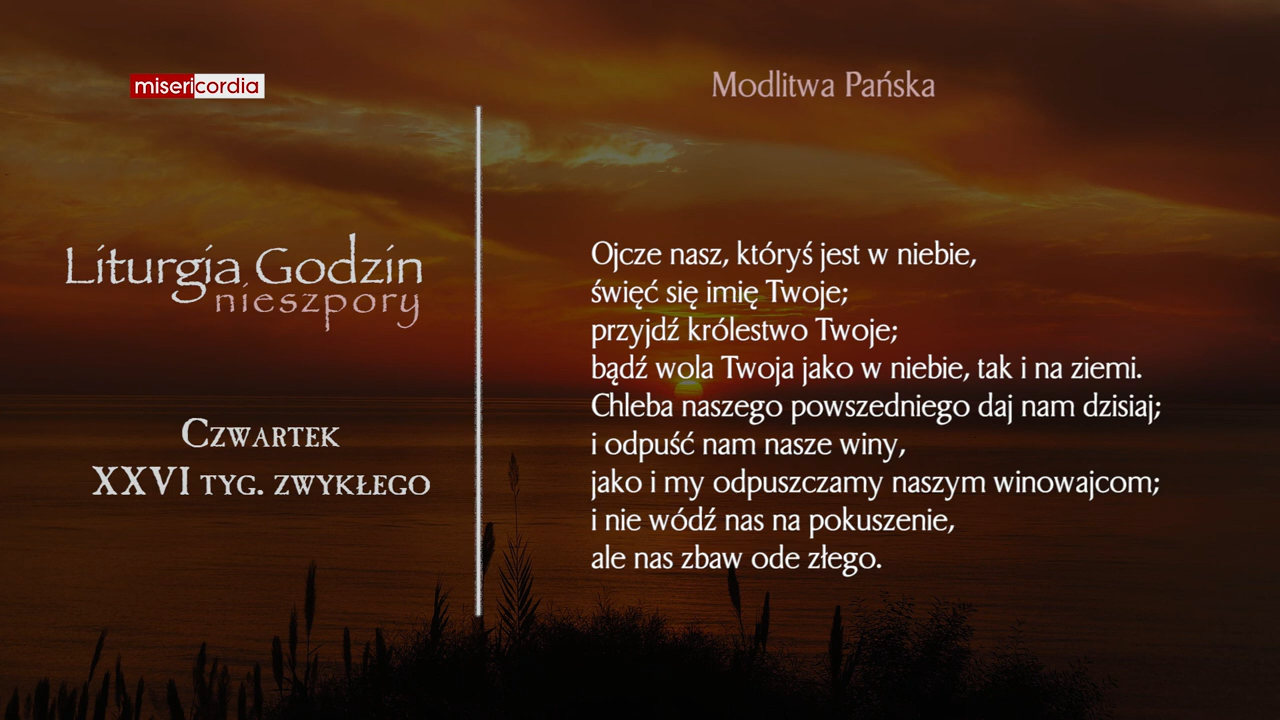 misericordia
Liturgia Godzin
nieszpory
Czwartek
XXVI tyg. zwykłego
Modlitwa Pańska
Ojcze nasz, któryś jest w niebie,
święć się imię Twoje;
przyjdź królestwo Twoje;
bądź wola Twoja jako w niebie, tak i na ziemi.
Chleba naszego powszedniego daj nam dzisiaj;
i odpuść nam nasze winy,
jako i my odpuszczamy naszym winowajcom;
i nie wódź nas na pokuszenie,
ale nas zbaw ode złego.